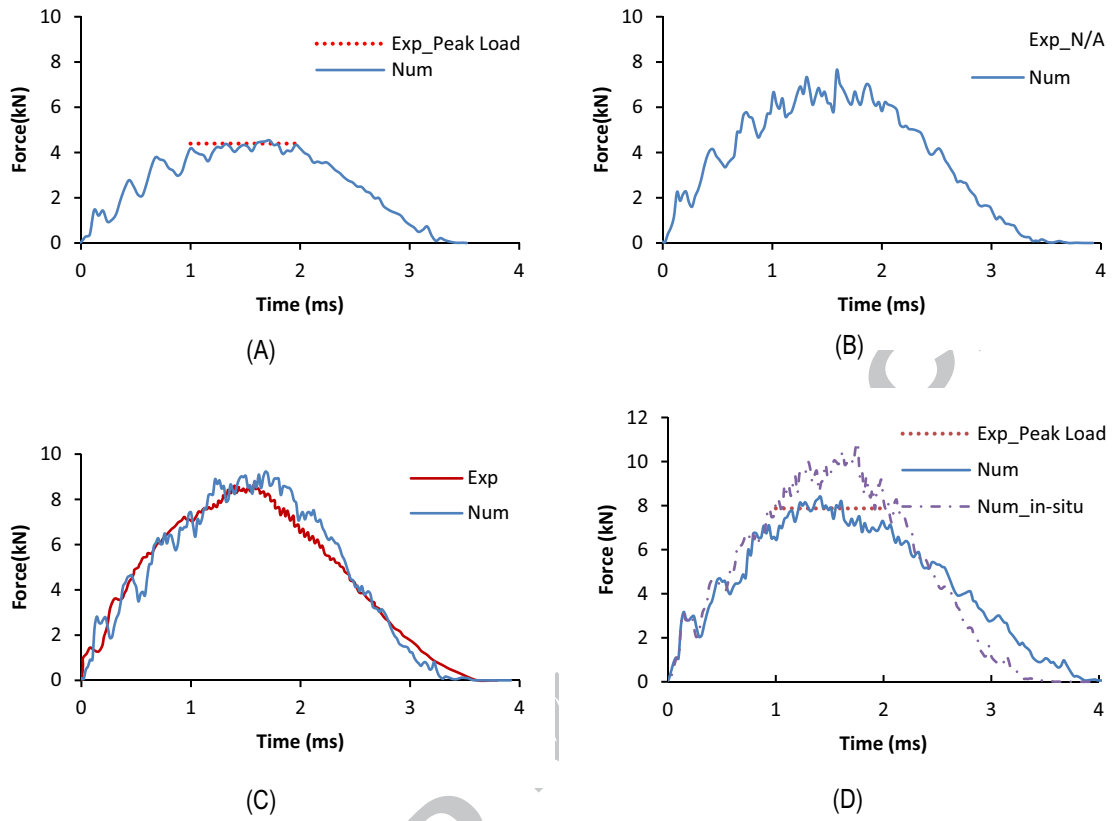 10
8
6
4
2
0
Force(kN)
0 1 2 3 4
Time (ms)
Exp_Peak Load
Num
(A)
10
8
6
4
2
0
Force(kN)
0 1 2 3 4
Time (ms)
Exp_N/A
Num
(B)
10
8
6
4
2
0
Force(kN)
0 1 2 3 4
Time (ms)
Exp
Num
(C)
12
10
8
6
4
2
0
Force (kN)
0 1 2 3 4
Time (ms)
Exp_Peak Load
Num
Num_in-situ
(D)